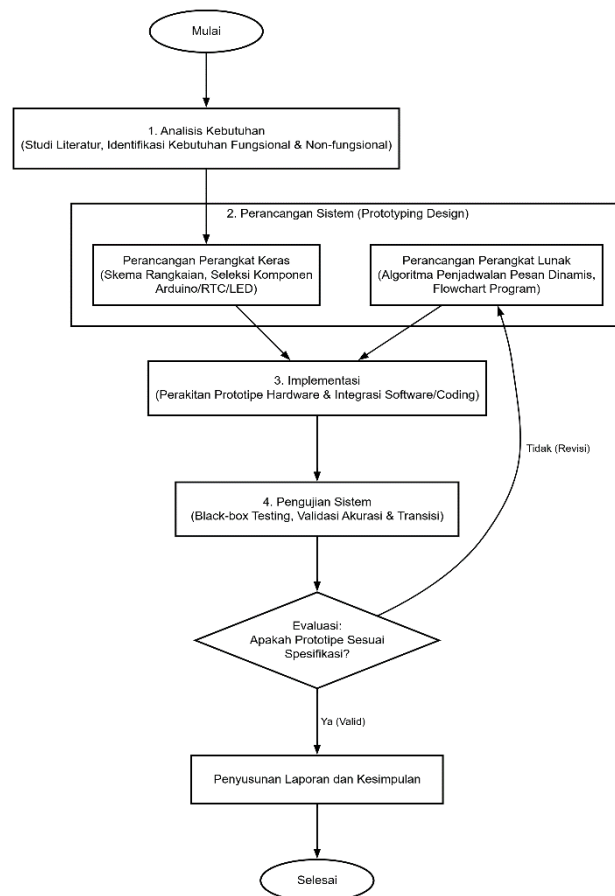 Mulai
1. Analisis Kebutuhan
(Studi Literatur, Identifikasi Kebutuhan Fungsional & Non-fungsional)
2. Perancangan Sistem (Prototyping Design)
Perancangan Perangkat Keras
(Skema Rangkaian, Seleksi Komponen
Arduino/RTC/LED)
Perancangan Perangkat Lunak
(Algoritma Penjadwalan Pesan Dinamis,
Flowchart Program)
3. Implementasi
(Perakitan Prototipe Hardware & Integrasi Software/Coding)
Tidak (Revisi)
4. Pengujian Sistem
(Black-box Testing, Validasi Akurasi & Transisi)
Evaluasi:
Apakah Prototipe Sesuai
Spesifikasi?
Ya (Valid)
Penyusunan Laporan dan Kesimpulan
Selesai